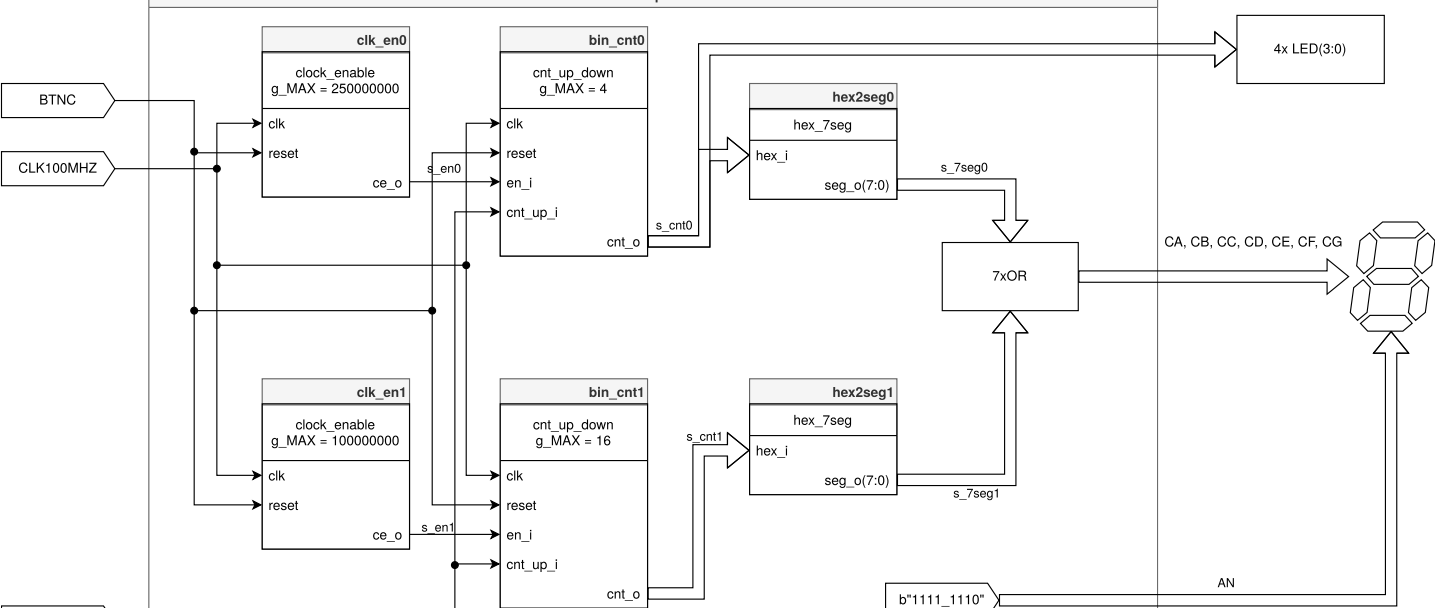 clk_en0
clock_enable
g_MAX = 250000000
clk
reset
ce_o
bin_cnt0
cnt_up_down
g_MAX = 4
clk
reset
en_i
cnt_up_i
cnt_o
4x LED(3:0)
BTNC
CLK100MHZ
s_en0
s_cnt0
hex2seg0
hex_7seg
hex_i
seg_o(7:0)
s_7seg0
7xOR
CA, CB, CC, CD, CE, CF, CG
clk_en1
clock_enable
g_MAX = 100000000
clk
reset
ce_o
s_en1
bin_cnt1
cnt_up_down
g_MAX = 16
clk
reset
en_i
cnt_up_i
cnt_o
s_cnt1
hex2seg1
hex_7seg
hex_i
seg_o(7:0)
s_7seg1
b"1111_1110"
AN